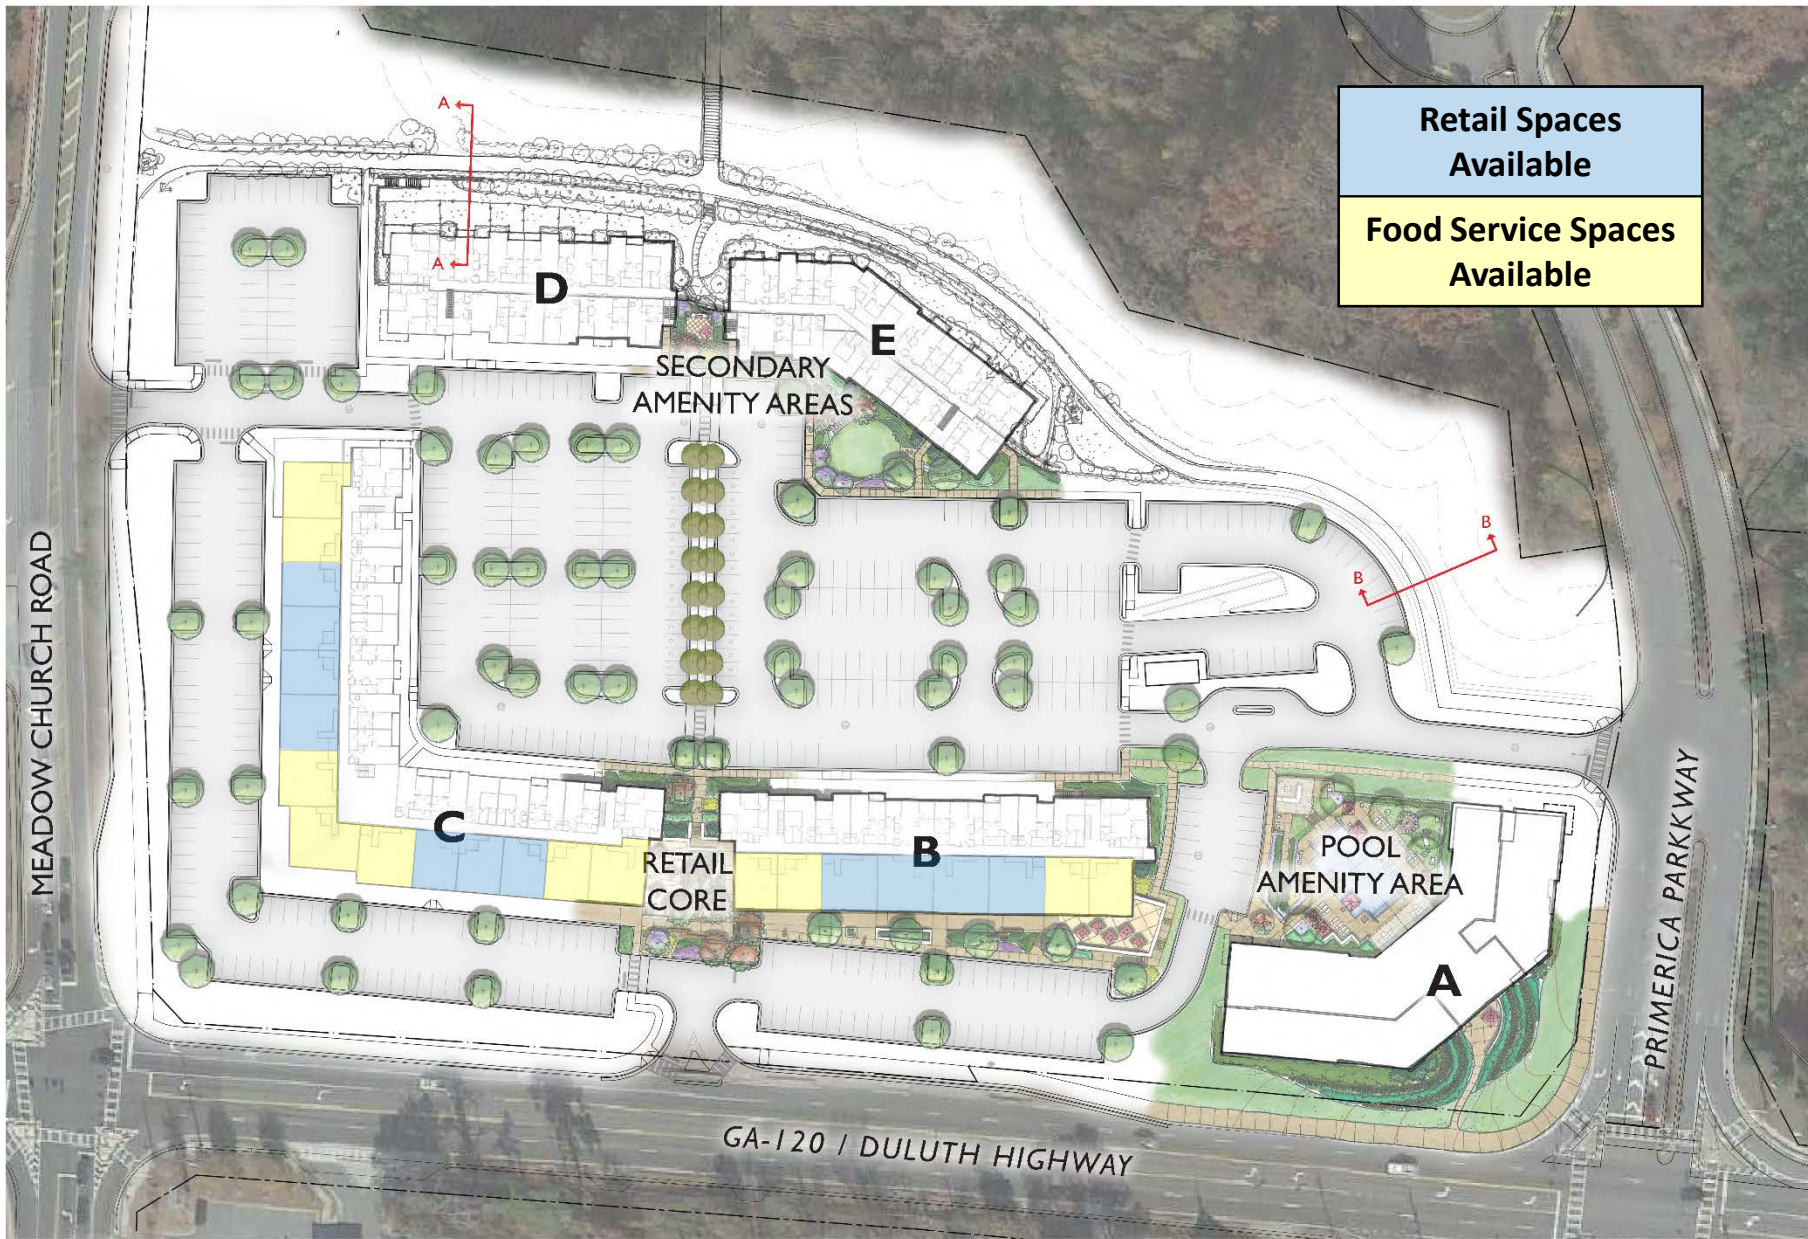 A
Retail Spaces
Available
Food Service Spaces
Available
A
D
E
SECONDARY
AMENITY AREAS
B
B
MEADOW CHURCH ROAD
C
B
RETAIL
CORE
POOL
AMENITY AREA
A
PRIMERICA PARKKWAY
GA-120 / DULUTH HIGHWAY